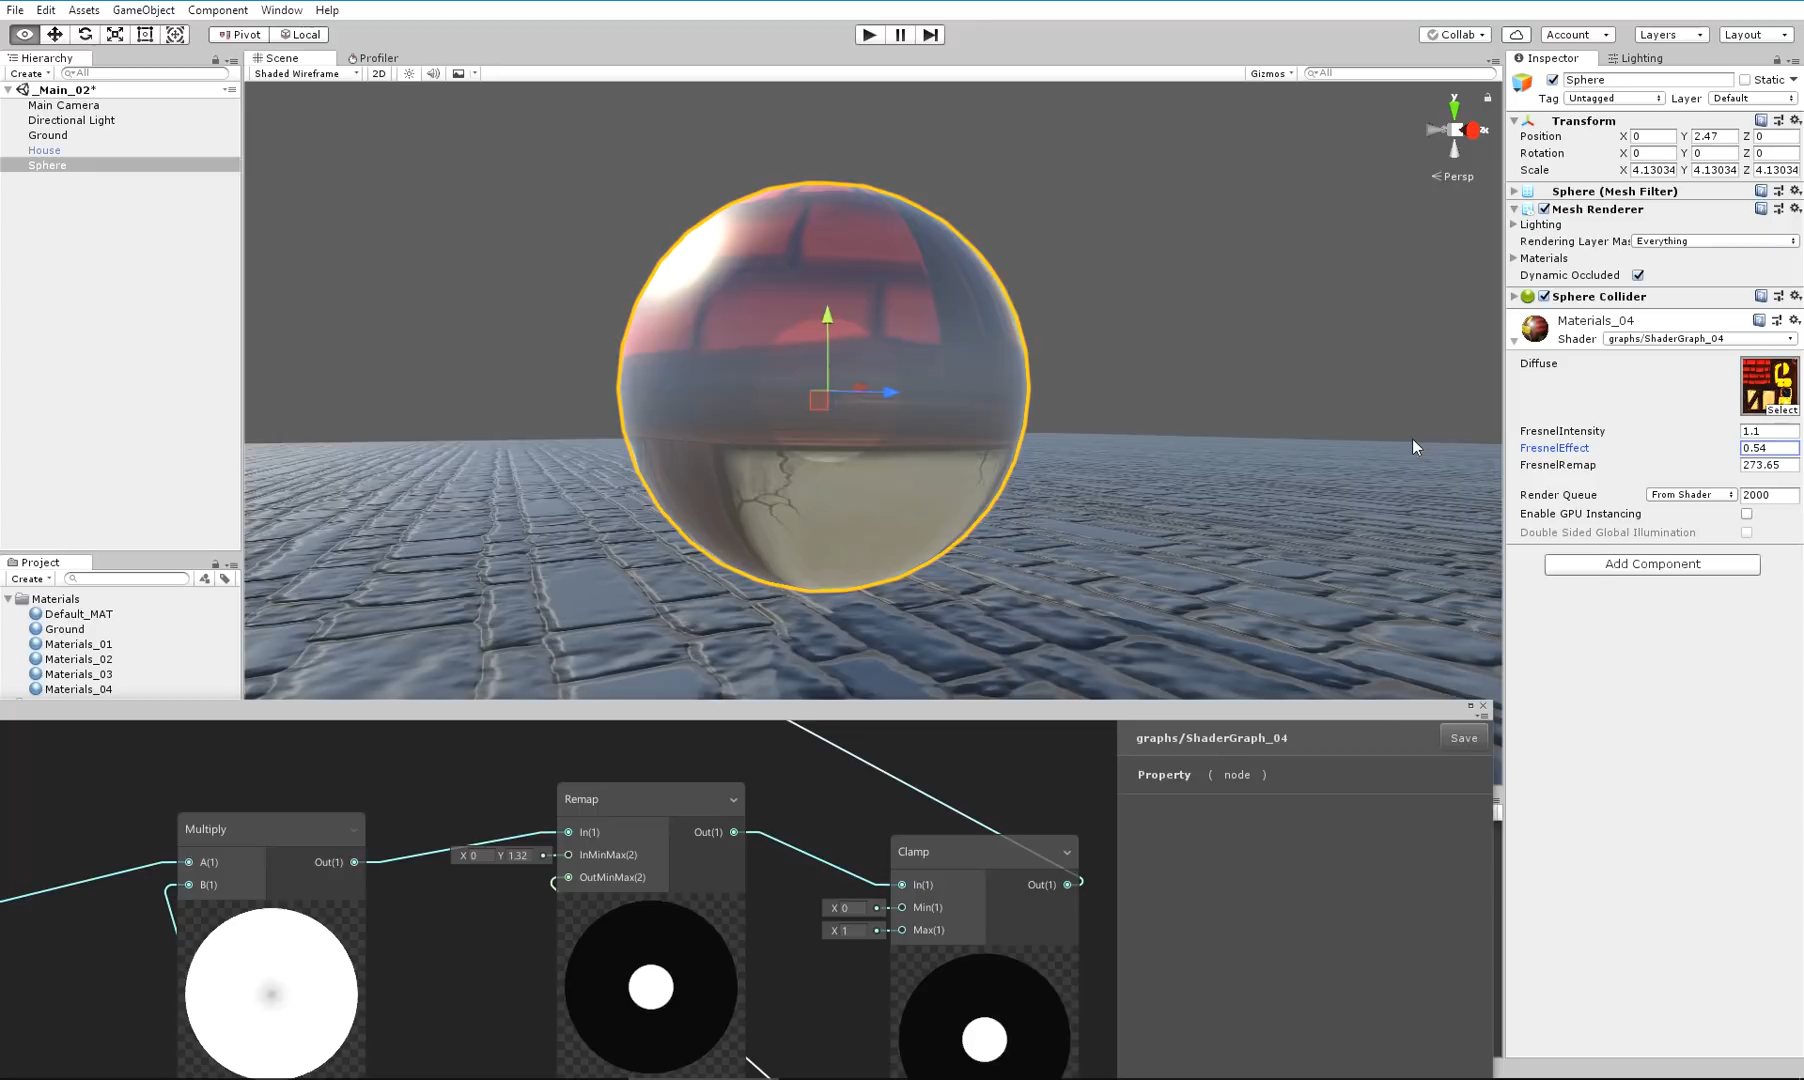 File Edit Assets GameObject Component Window Help
Pivot Local Collab Account Layers Layout
Hierarchy
Create All
_Main_02*
Main Camera
Directional Light
Ground
House
Sphere
Scene Profiler
Shaded Wireframe 2D Gizmos All
y
Persp
Inspector Lighting
Sphere Static
Tag Untagged Layer Default
Transform
Position X 0 Y 2.47 Z 0
Rotation X 0 Y 0 Z 0
Scale X 4.13034 Y 4.13034 Z 4.13034
Sphere (Mesh Filter)
Mesh Renderer
Lighting
Rendering Layer Mas Everything
Materials
Dynamic Occluded
Sphere Collider
Materials_04
Shader graphs/ShaderGraph_04
Diffuse
Select
FresnelIntensity 1.1
FresnelEffect 0.54
FresnelRemap 273.65
Render Queue From Shader 2000
Enable GPU Instancing
Double Sided Global Illumination
Add Component
Project
Create
Materials
Default_MAT
Ground
Materials_01
Materials_02
Materials_03
Materials_04
Multiply
A(1) Out(1)
B(1)
Remap
In(1) Out(1)
X 0 Y 1.32 InMinMax(2)
OutMinMax(2)
Clamp
In(1) Out(1)
X 0 Min(1)
X 1 Max(1)
graphs/ShaderGraph_04 Save
Property ( node )